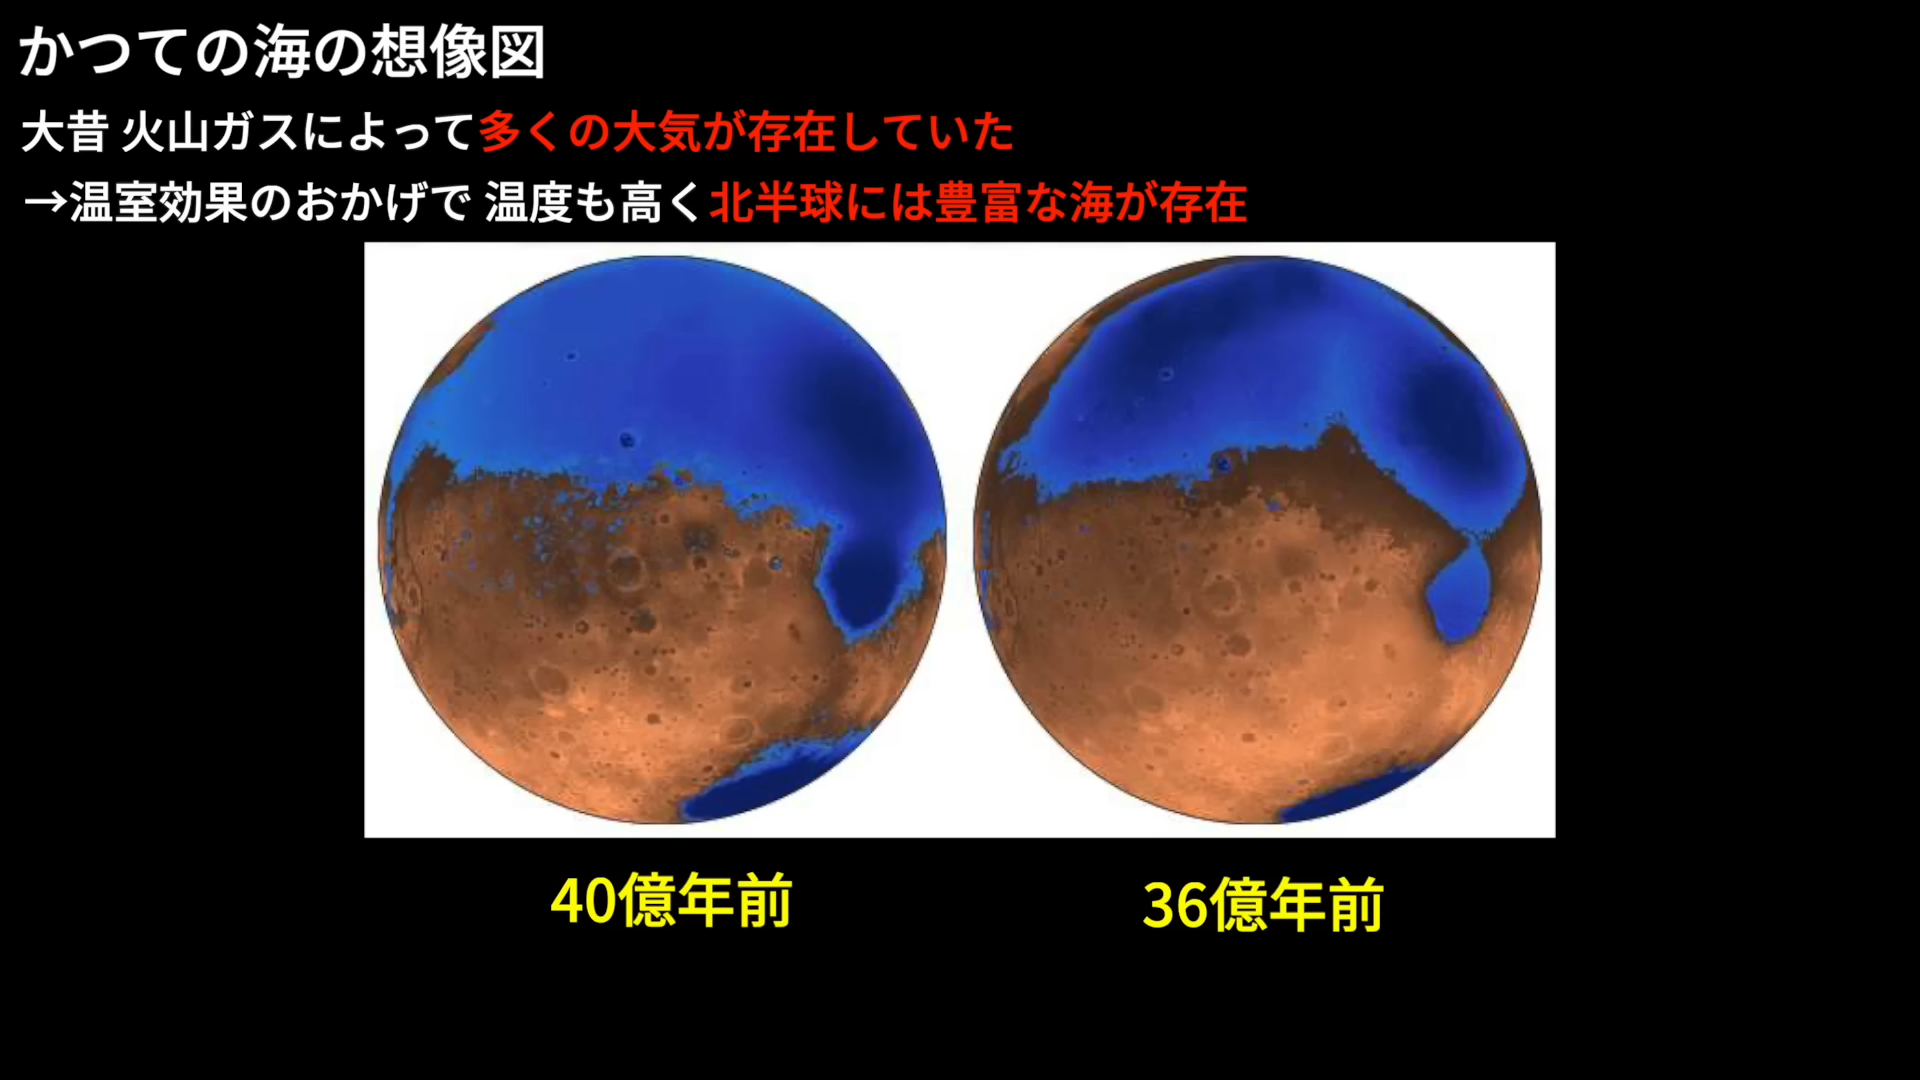 かつての海の想像図
大昔 火山ガスによって多くの大気が存在していた
→温室効果のおかげで 温度も高く北半球には豊富な海が存在
40億年前
36億年前